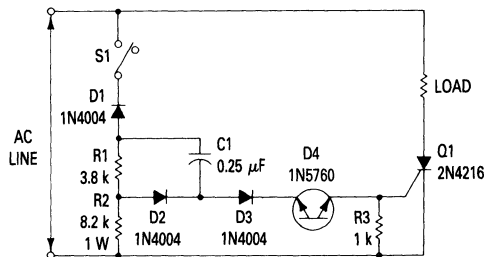 S1
D1
1N4004
AC
LINE
LOAD
R1
3.8 k
C1
0.25 μF
D4
1N5760
Q1
2N4216
R2
8.2 k
1 W
D2
1N4004
D3
1N4004
R3
1 k